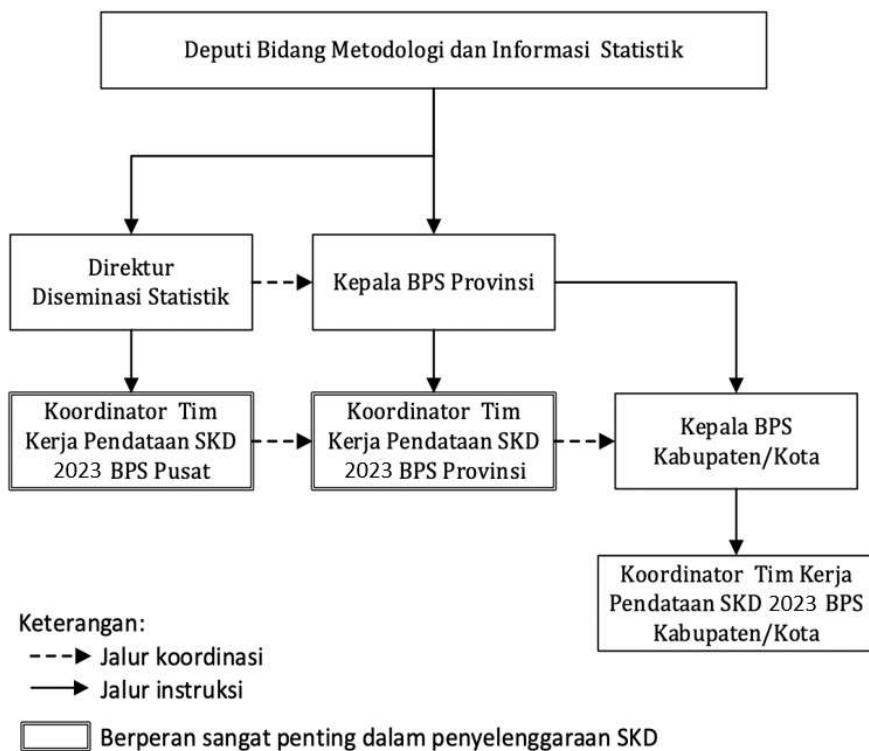 Deputi Bidang Metodologi dan Informasi Statistik
Direktur
Diseminasi Statistik
Kepala BPS Provinsi
Koordinator Tim
Kerja Pendataan SKD
2023 BPS Pusat
Koordinator Tim
Kerja Pendataan SKD
2023 BPS Provinsi
Kepala BPS
Kabupaten/Kota
Koordinator Tim Kerja
Pendataan SKD 2023 BPS
Kabupaten/Kota
Keterangan:
Jalur koordinasi
Jalur instruksi
Berperan sangat penting dalam penyelenggaraan SKD